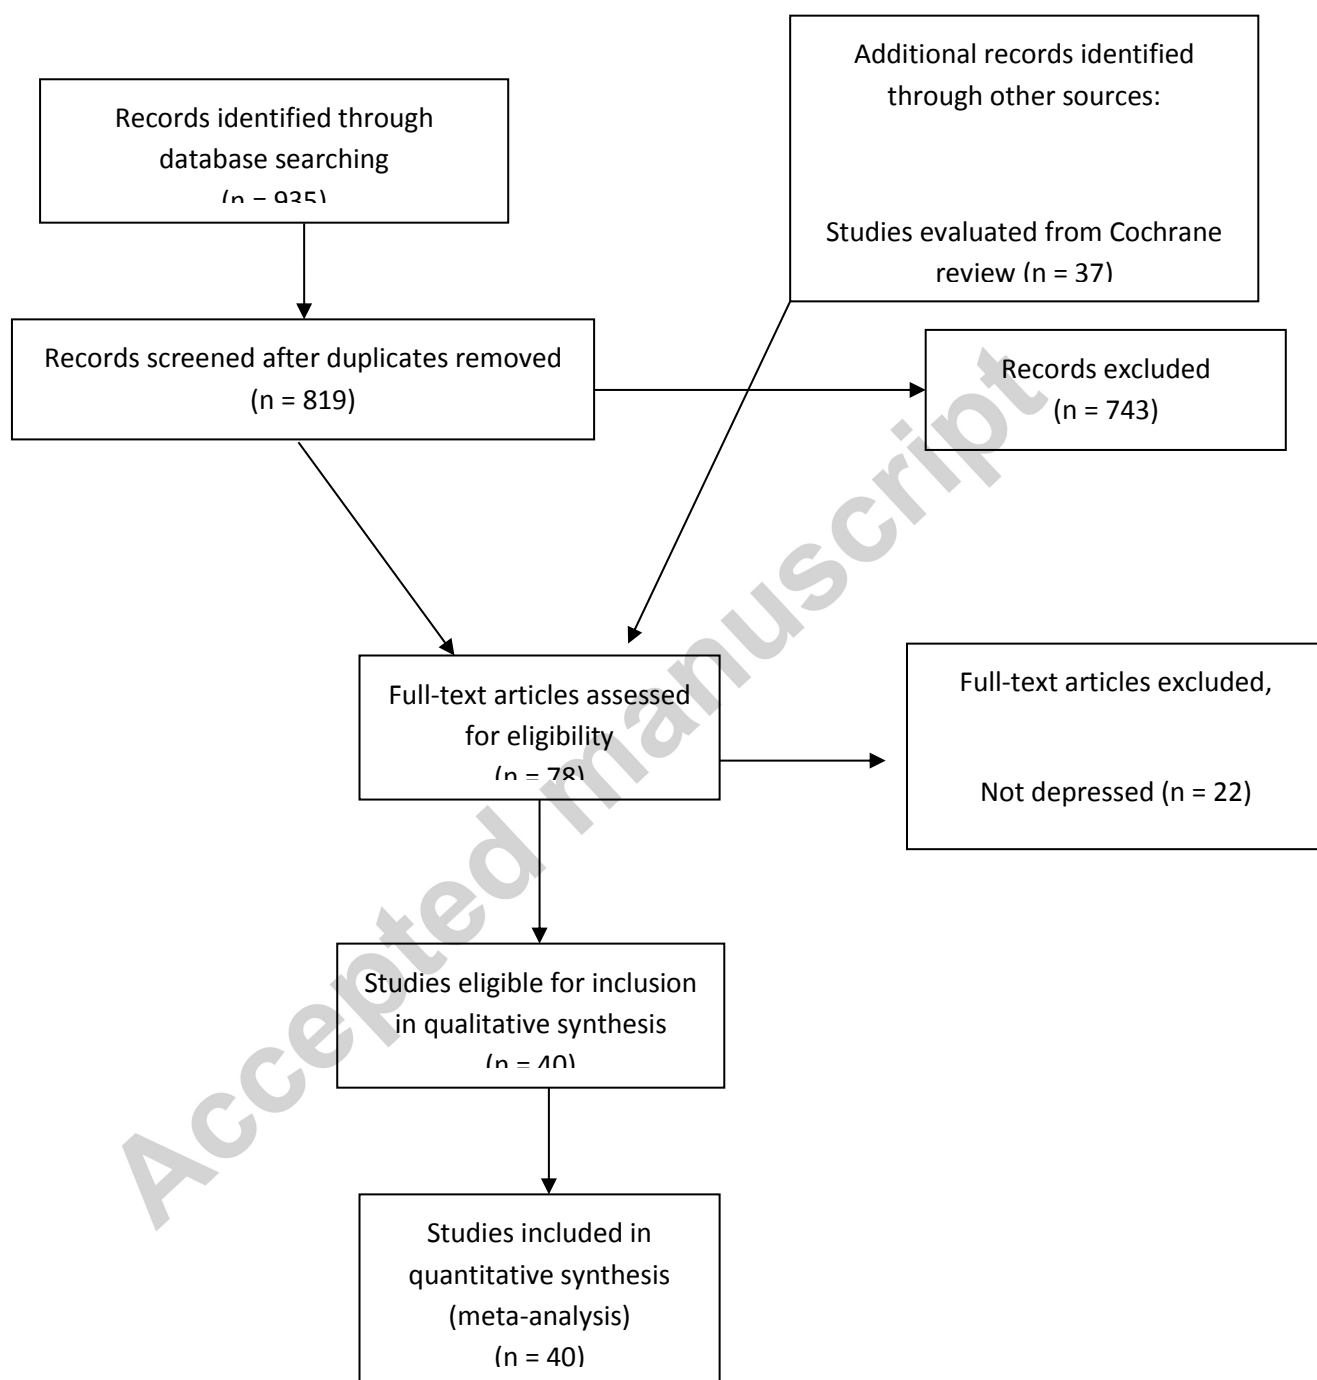 Records identified through
database searching
(n = 935)
Additional records identified
through other sources:
Studies evaluated from Cochrane
review (n = 37)
Records screened after duplicates removed
(n = 819)
Records excluded
(n = 743)
Full-text articles assessed
for eligibility
(n = 78)
Full-text articles excluded,
Not depressed (n = 22)
Studies eligible for inclusion
in qualitative synthesis
(n = 40)
Studies included in
quantitative synthesis
(meta-analysis)
(n = 40)
Accepted manuscript